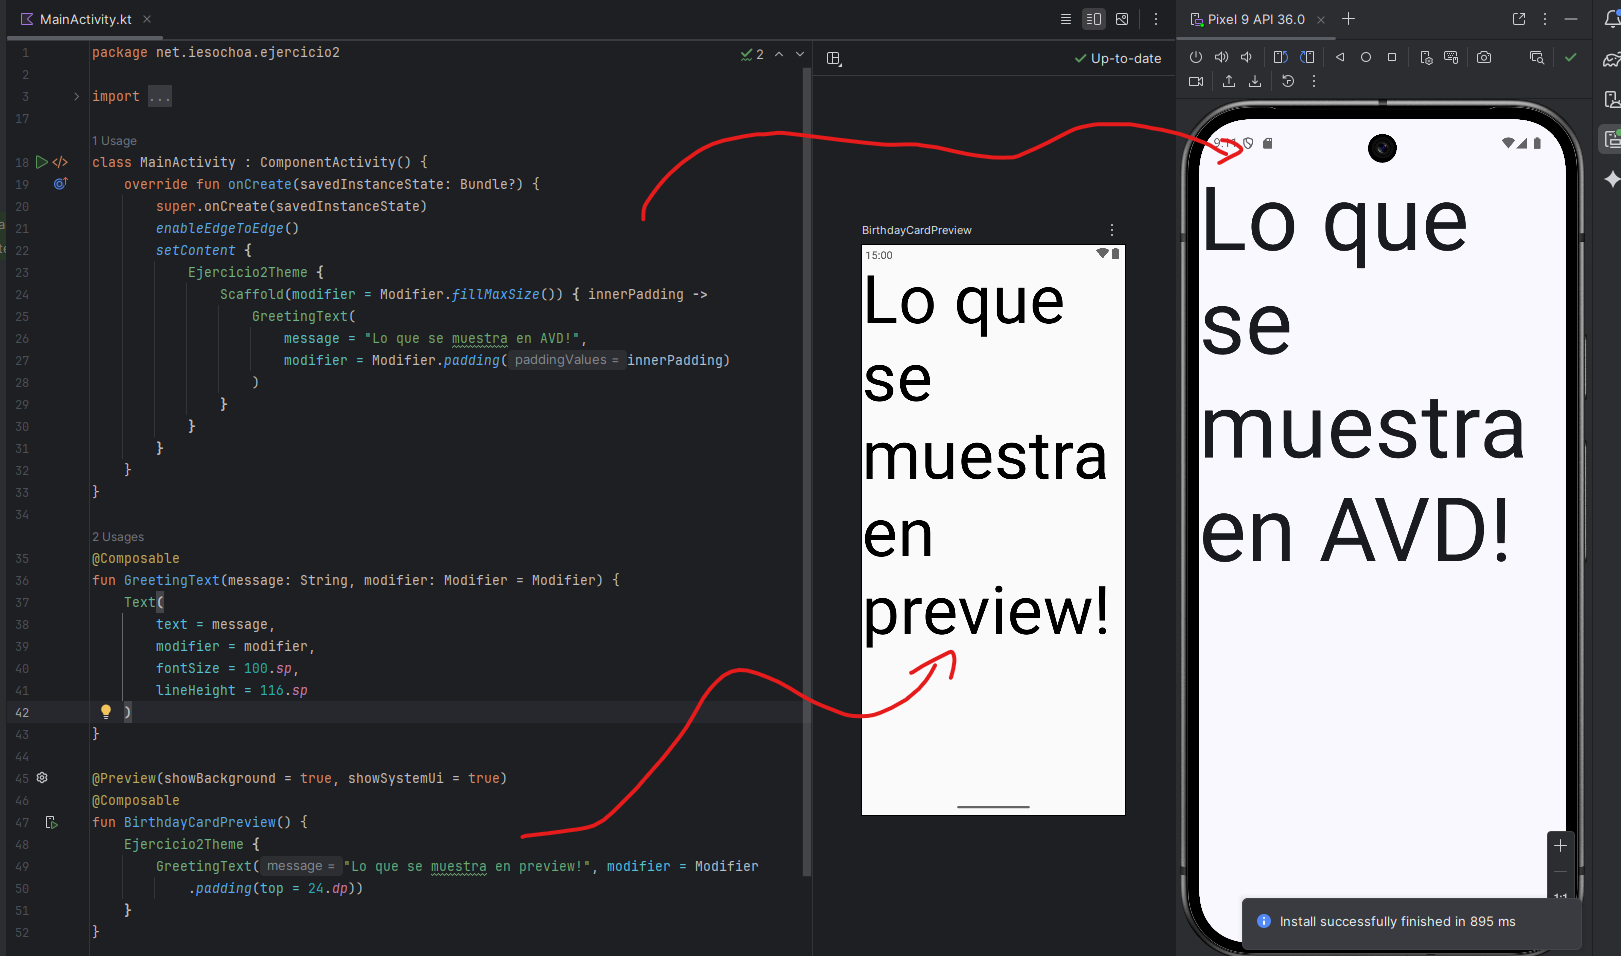 MainActivity.kt
Pixel 9 API 36.0
2
Up-to-date
1 package net.iesochoa.ejercicio2
2
3 import ...
17
1 Usage
18 class MainActivity : ComponentActivity() {
19 override fun onCreate(savedInstanceState: Bundle?) {
20 super.onCreate(savedInstanceState)
21 enableEdgeToEdge()
22 setContent {
23 Ejercicio2Theme {
24 Scaffold(modifier = Modifier.fillMaxSize()) { innerPadding ->
25 GreetingText(
26 message = "Lo que se muestra en AVD!",
27 modifier = Modifier.padding( paddingValues = innerPadding)
28 )
29 }
30 }
31 }
32 }
33 }
34
2 Usages
35 @Composable
36 fun GreetingText(message: String, modifier: Modifier = Modifier) {
37 Text(
38 text = message,
39 modifier = modifier,
40 fontSize = 100.sp,
41 lineHeight = 116.sp
42 )
43 }
44
45 @Preview(showBackground = true, showSystemUi = true)
46 @Composable
47 fun BirthdayCardPreview() {
48 Ejercicio2Theme {
49 GreetingText( message = "Lo que se muestra en preview!", modifier = Modifier
50 .padding(top = 24.dp))
51 }
52 }
BirthdayCardPreview
15:00
Lo que
se
muestra
en
preview!
Lo que
se
muestra
en AVD!
1:1
Install successfully finished in 895 ms